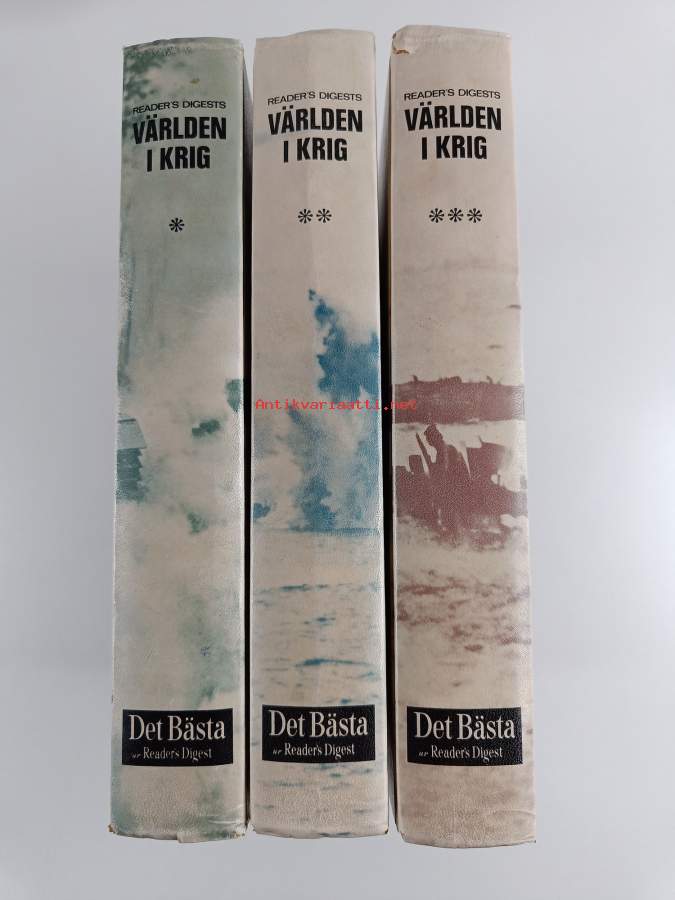 READER'S DIGESTS
VÄRLDEN
I KRIG
*
Det Bästa
ur Reader's Digest
READER'S DIGESTS
VÄRLDEN
I KRIG
**
Det Bästa
ur Reader's Digest
READER'S DIGESTS
VÄRLDEN
I KRIG
***
Det Bästa
ur Reader's Digest
Antikvariaatti.net